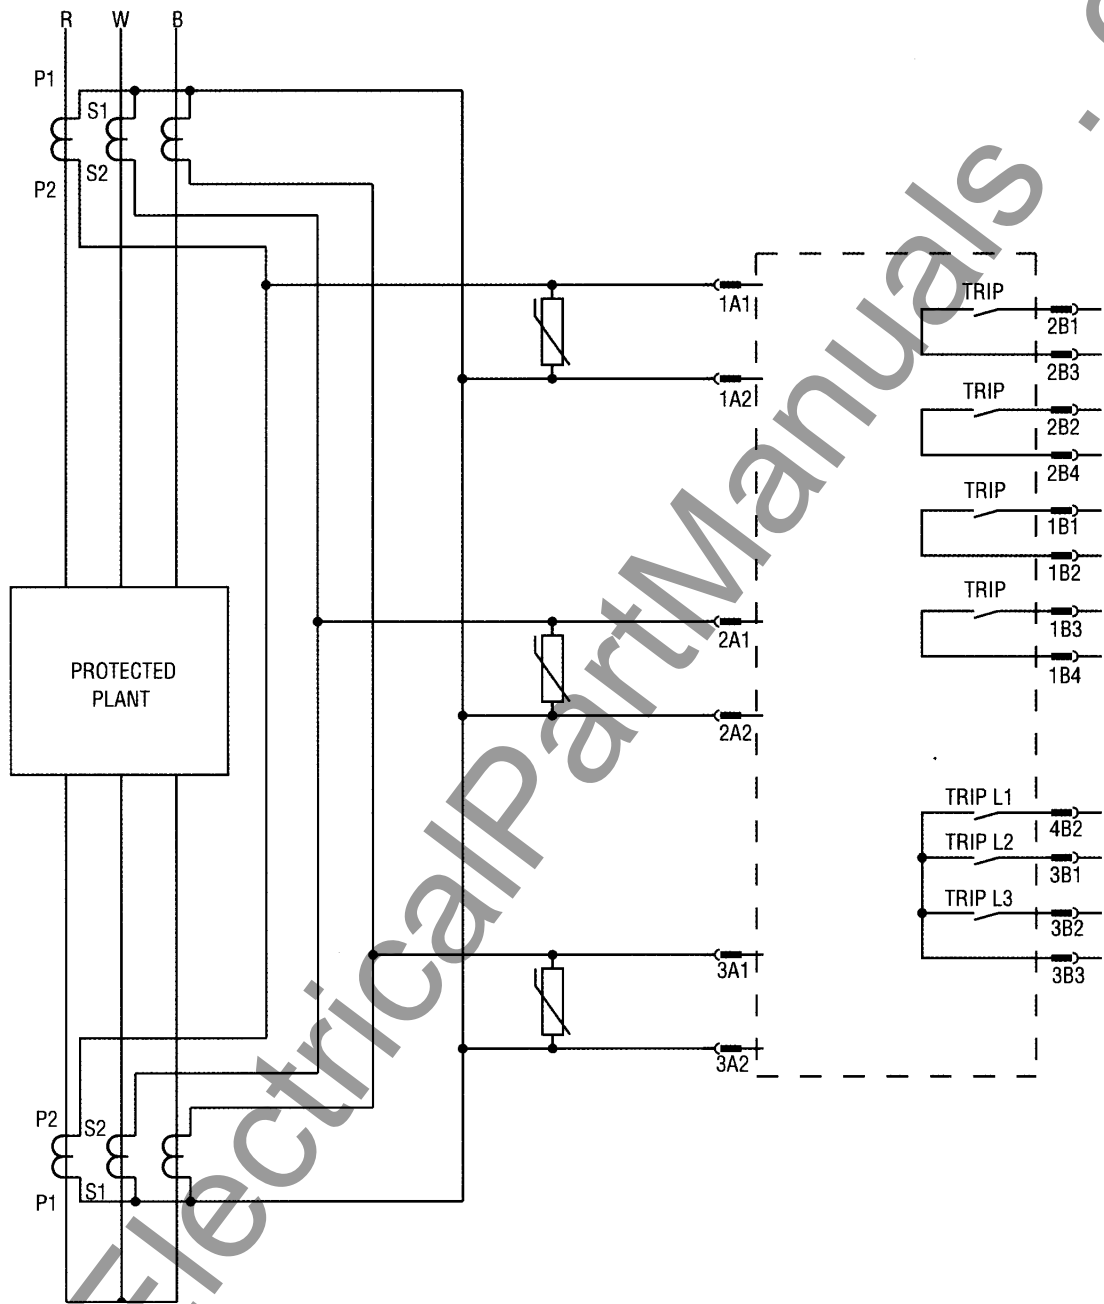 R W B
P1
S1
S2
P2
1A1
1A2
2A1
2A2
3A1
3A2
PROTECTED
PLANT
P2
S2
S1
P1
TRIP
2B1
2B3
TRIP
2B2
2B4
TRIP
1B1
1B2
TRIP
1B3
1B4
TRIP L1
4B2
TRIP L2
3B1
TRIP L3
3B2
3B3
ElectricalPartManuals .